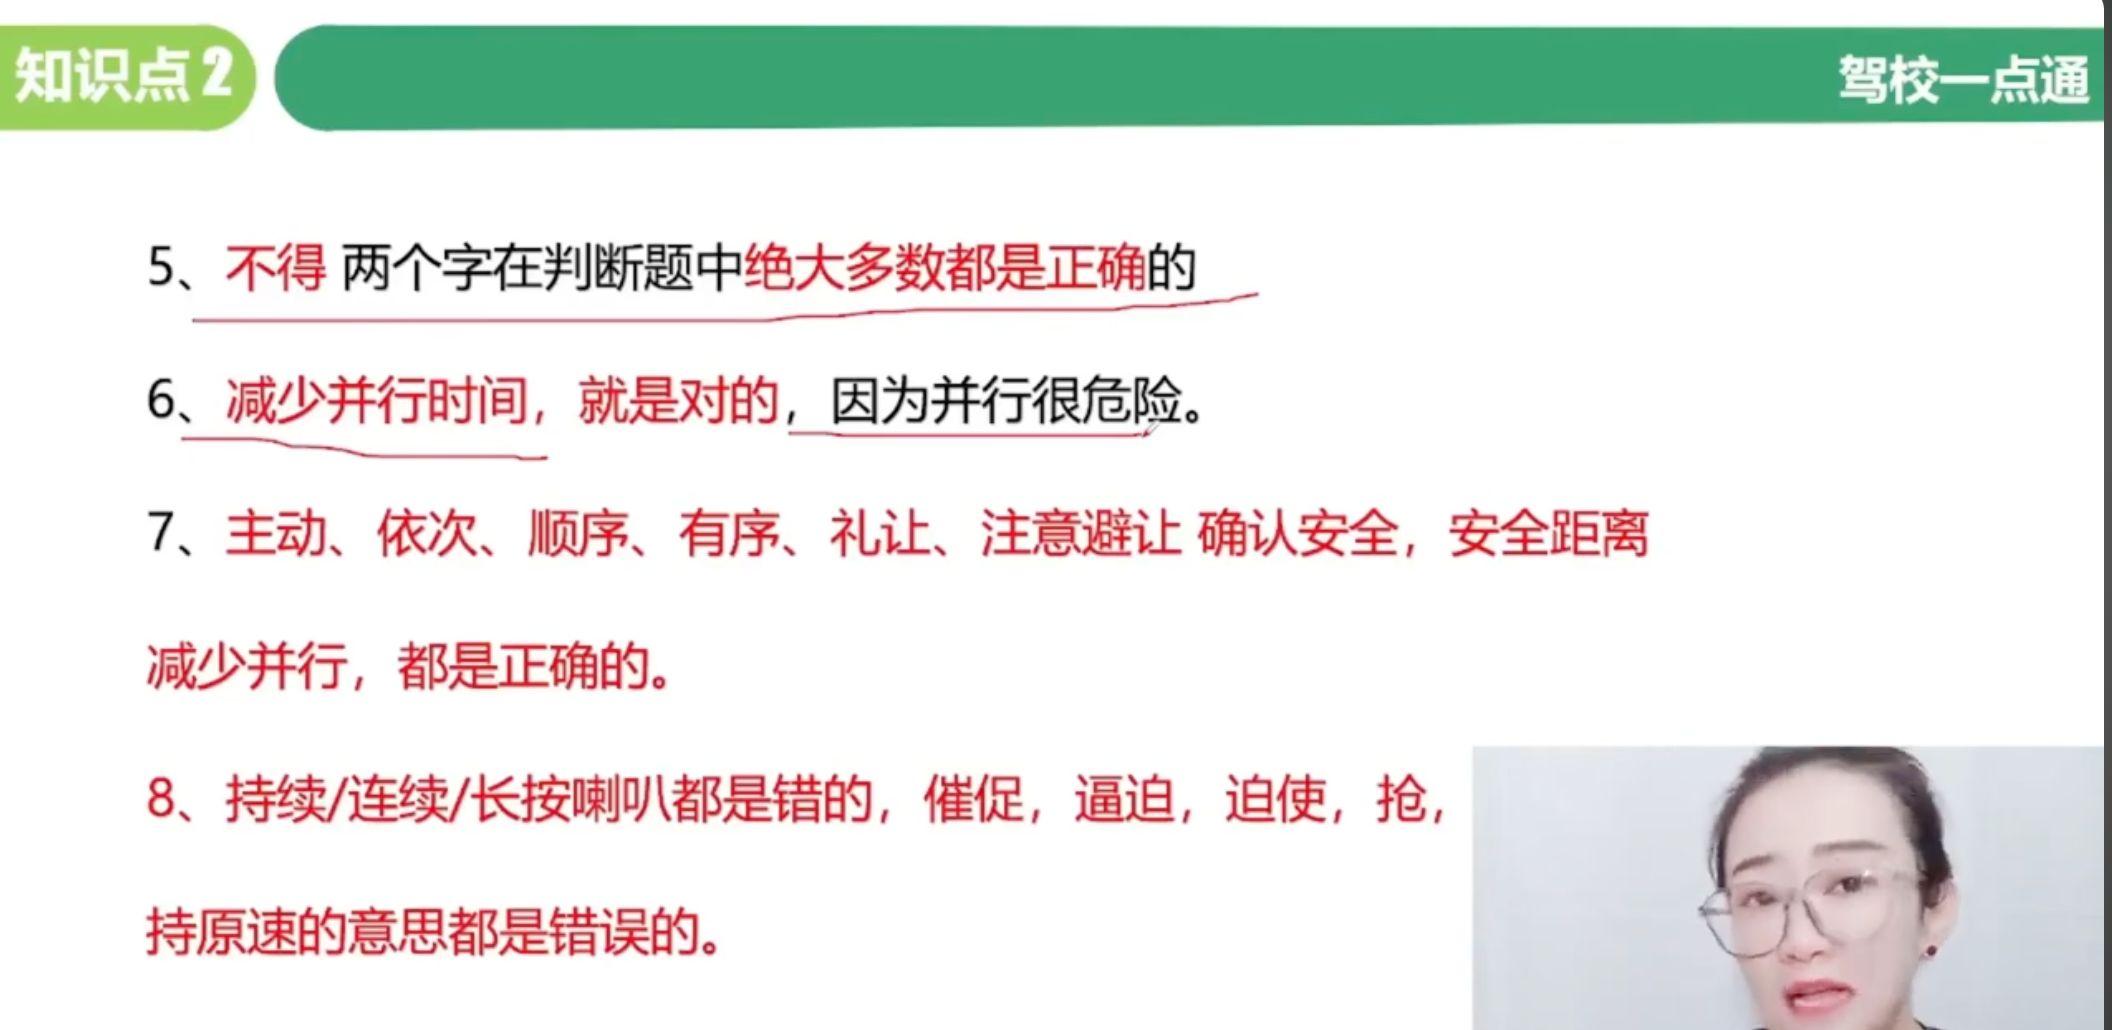 知识点2
驾校一点通
5、不得 两个字在判断题中绝大多数都是正确的
6、减少并行时间，就是对的，因为并行很危险。
7、主动、依次、顺序、有序、礼让、注意避让 确认安全，安全距离
减少并行，都是正确的。
8、持续/连续/长按喇叭都是错的，催促，逼迫，迫使，抢，
持原速的意思都是错误的。